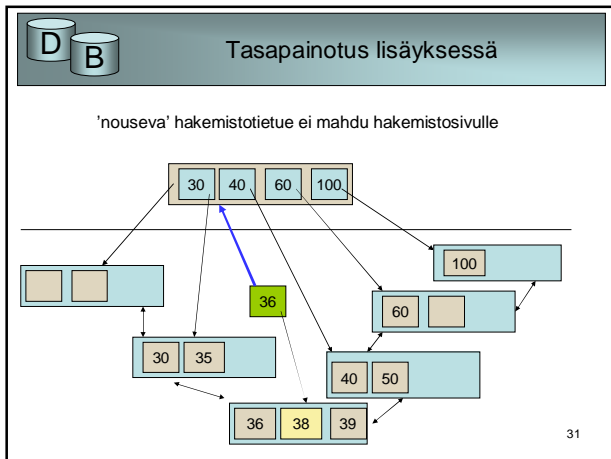 D B
Tasapainotus lisäyksessä
'nouseva' hakemistotietue ei mahdu hakemistosivulle
30 40 60 100
100
36
60
30 35
40 50
36 38 39
31